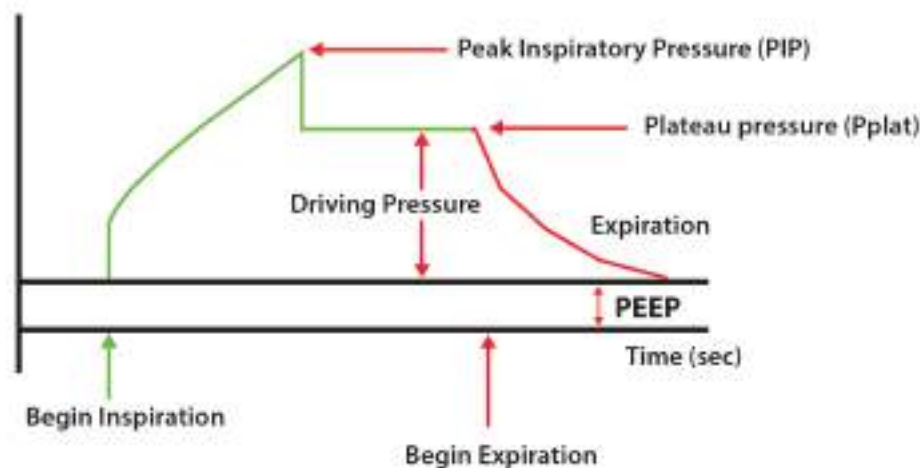 Peak Inspiratory Pressure (PIP)
Plateau pressure (Pplat)
Driving Pressure
Expiration
PEEP
Time (sec)
Begin Inspiration
Begin Expiration